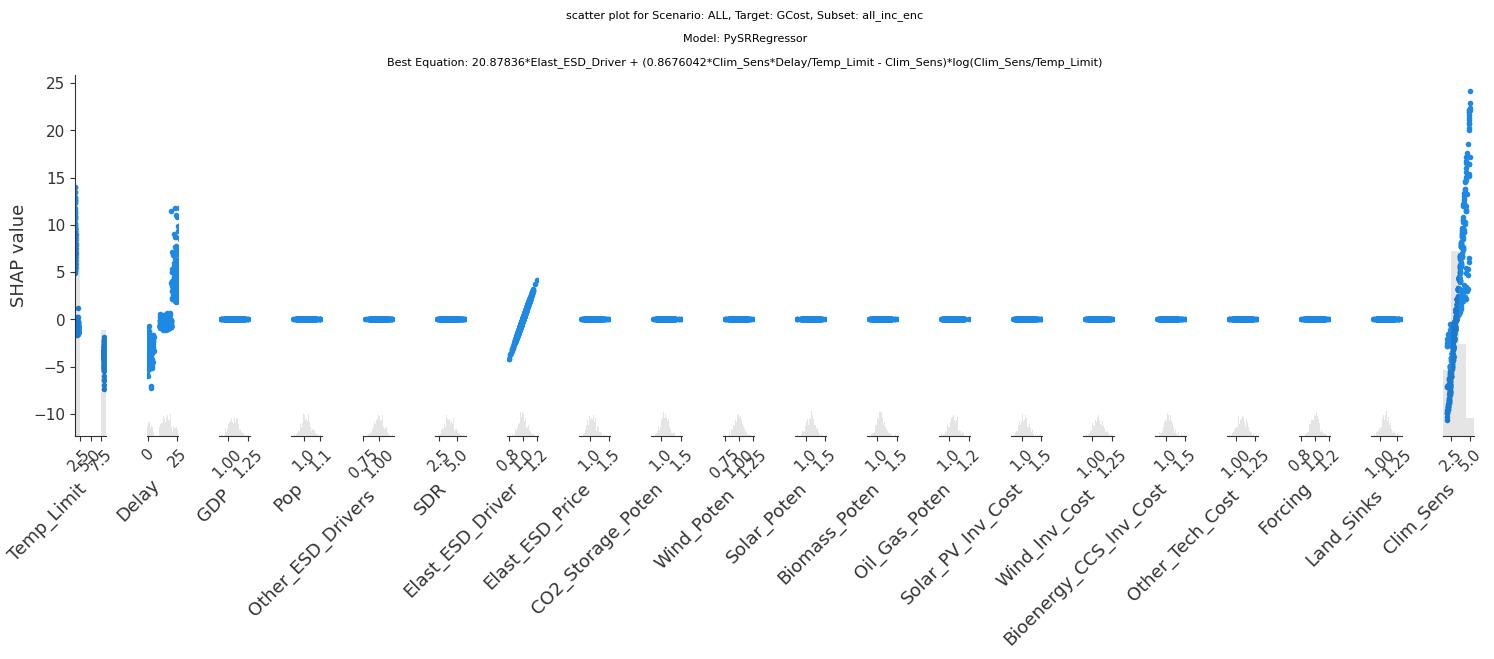 scatter plot for Scenario: ALL, Target: GCost, Subset: all_inc_enc
Model: PySRRegressor
Best Equation: 20.87836*Elast_ESD_Driver + (0.8676042*Clim_Sens*Delay/Temp_Limit - Clim_Sens)*log(Clim_Sens/Temp_Limit)
SHAP value
25
20
15
10
5
0
−5
−10
2.5 5.0 7.5
Temp_Limit
0 25
Delay
1.00 1.25
GDP
1.0 1.1
Pop
0.75 1.00
Other_ESD_Drivers
2.5 5.0
SDR
0.8 1.0 1.2
Elast_ESD_Driver
1.0 1.5
Elast_ESD_Price
1.0 1.5
CO2_Storage_Poten
0.75 1.00 1.25
Wind_Poten
1.0 1.5
Solar_Poten
1.0 1.5
Biomass_Poten
1.0 1.2
Oil_Gas_Poten
1.0 1.5
Solar_PV_Inv_Cost
1.00 1.25
Wind_Inv_Cost
1.0 1.5
Bioenergy_CCS_Inv_Cost
1.00 1.25
Other_Tech_Cost
0.8 1.0 1.2
Forcing
1.00 1.25
Land_Sinks
2.5 5.0
Clim_Sens